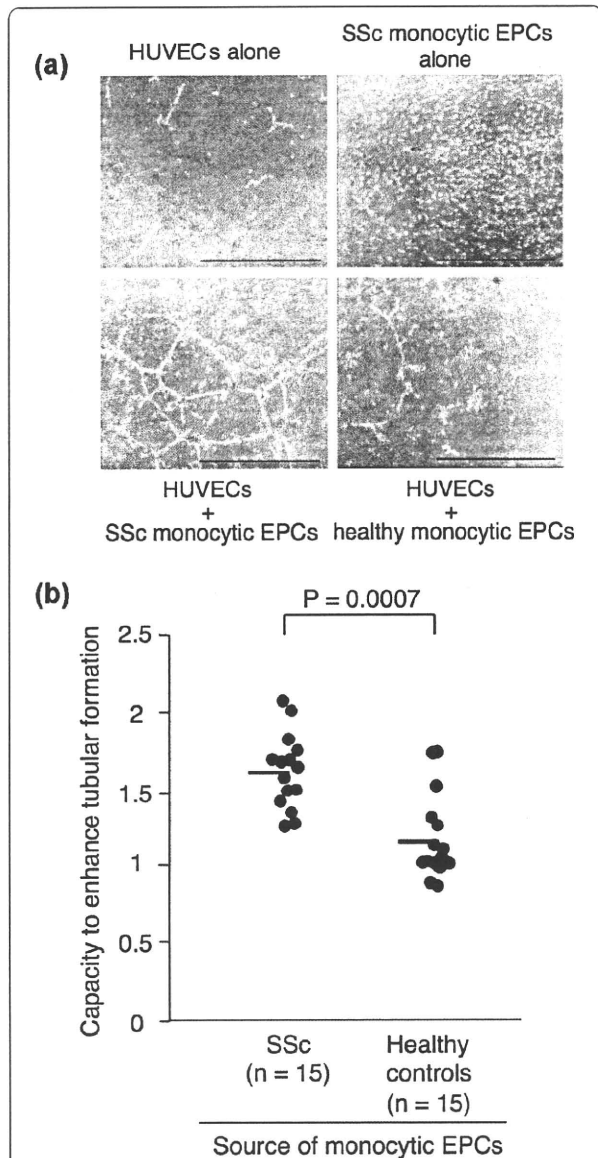 (a)
HUVECs alone
SSc monocytic EPCs
alone
HUVECs
+
SSc monocytic EPCs
HUVECs
+
healthy monocytic EPCs
(b)
P = 0.0007
Capacity to enhance tubular formation
2.5
2
1.5
1
0.5
0
SSc
(n = 15)
Healthy
controls
(n = 15)
Source of monocytic EPCs